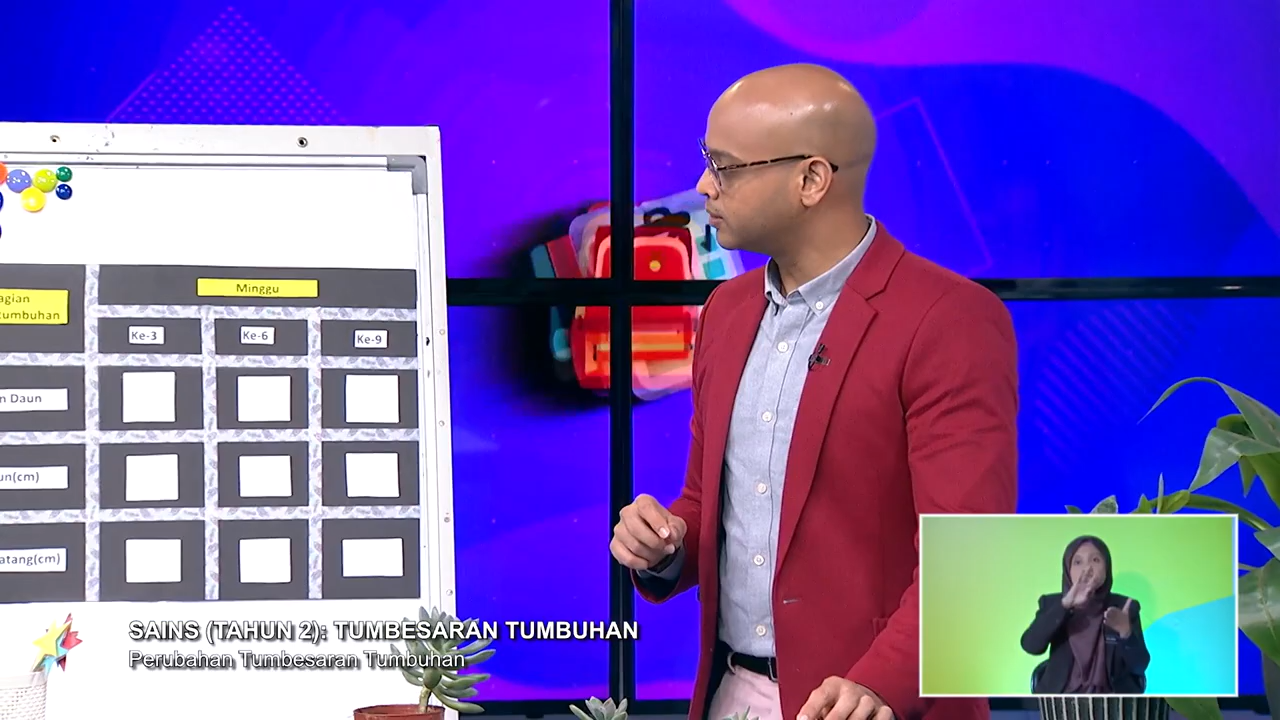 Minggu
agian
tumbuhan
Ke-3
Ke-6
Ke-9
n Daun
un(cm)
atang(cm)
SAINS (TAHUN 2): TUMBESARAN TUMBUHAN
Perubahan Tumbesaran Tumbuhan